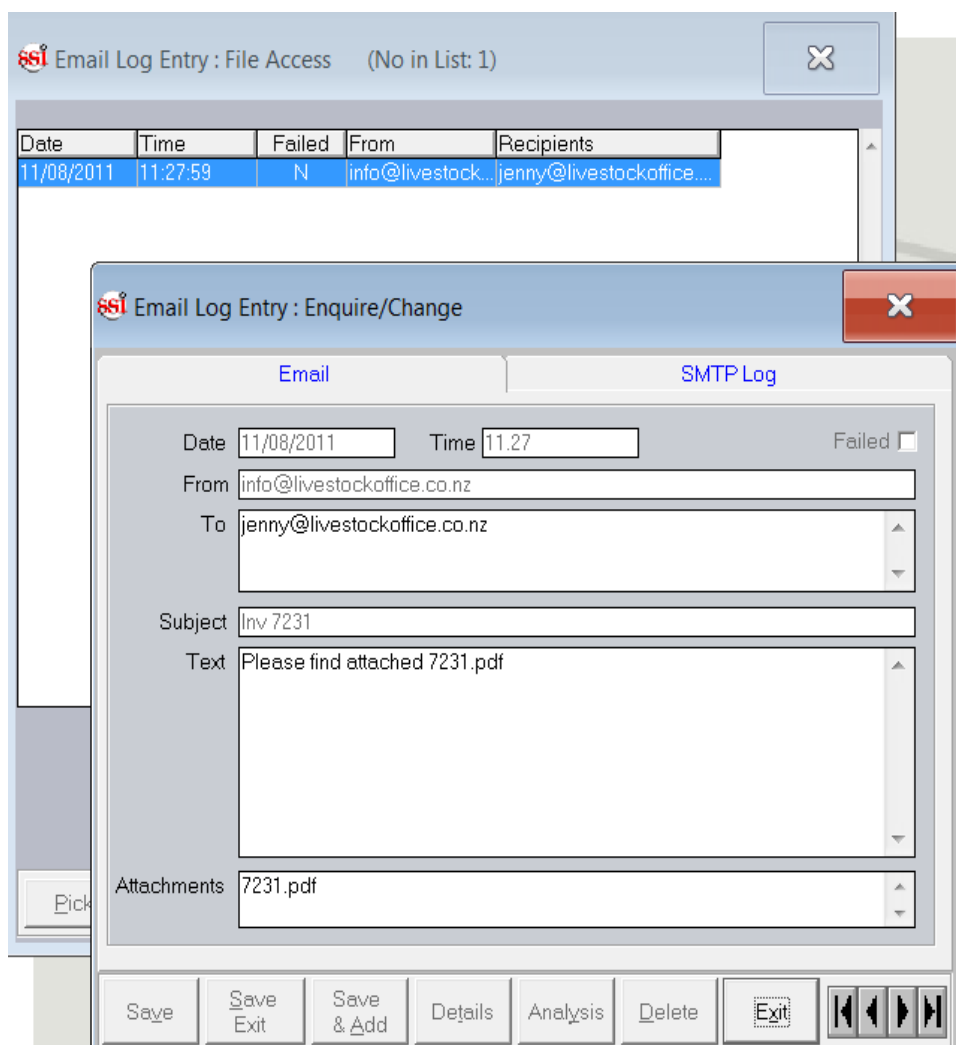 ssi Email Log Entry : File Access (No in List: 1)
Date Time Failed From Recipients
11/08/2011 11:27:59 N info@livestock... jenny@livestockoffice....
ssi Email Log Entry : Enquire/Change
Email SMTP Log
Date 11/08/2011 Time 11.27 Failed
From info@livestockoffice.co.nz
To jenny@livestockoffice.co.nz
Subject Inv 7231
Text Please find attached 7231.pdf
Attachments 7231.pdf
Pick
Save Save Exit Save & Add Details Analysis Delete Exit